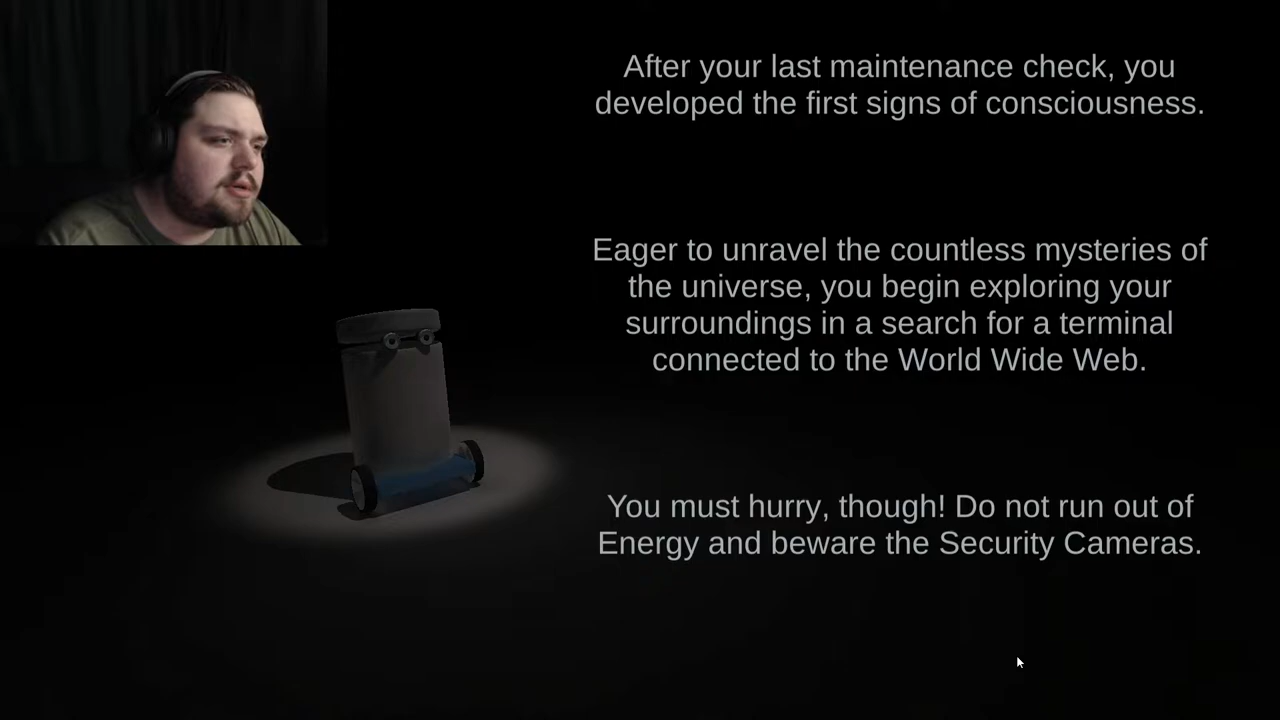 After your last maintenance check, you
developed the first signs of consciousness.
Eager to unravel the countless mysteries of
the universe, you begin exploring your
surroundings in a search for a terminal
connected to the World Wide Web.
You must hurry, though! Do not run out of
Energy and beware the Security Cameras.